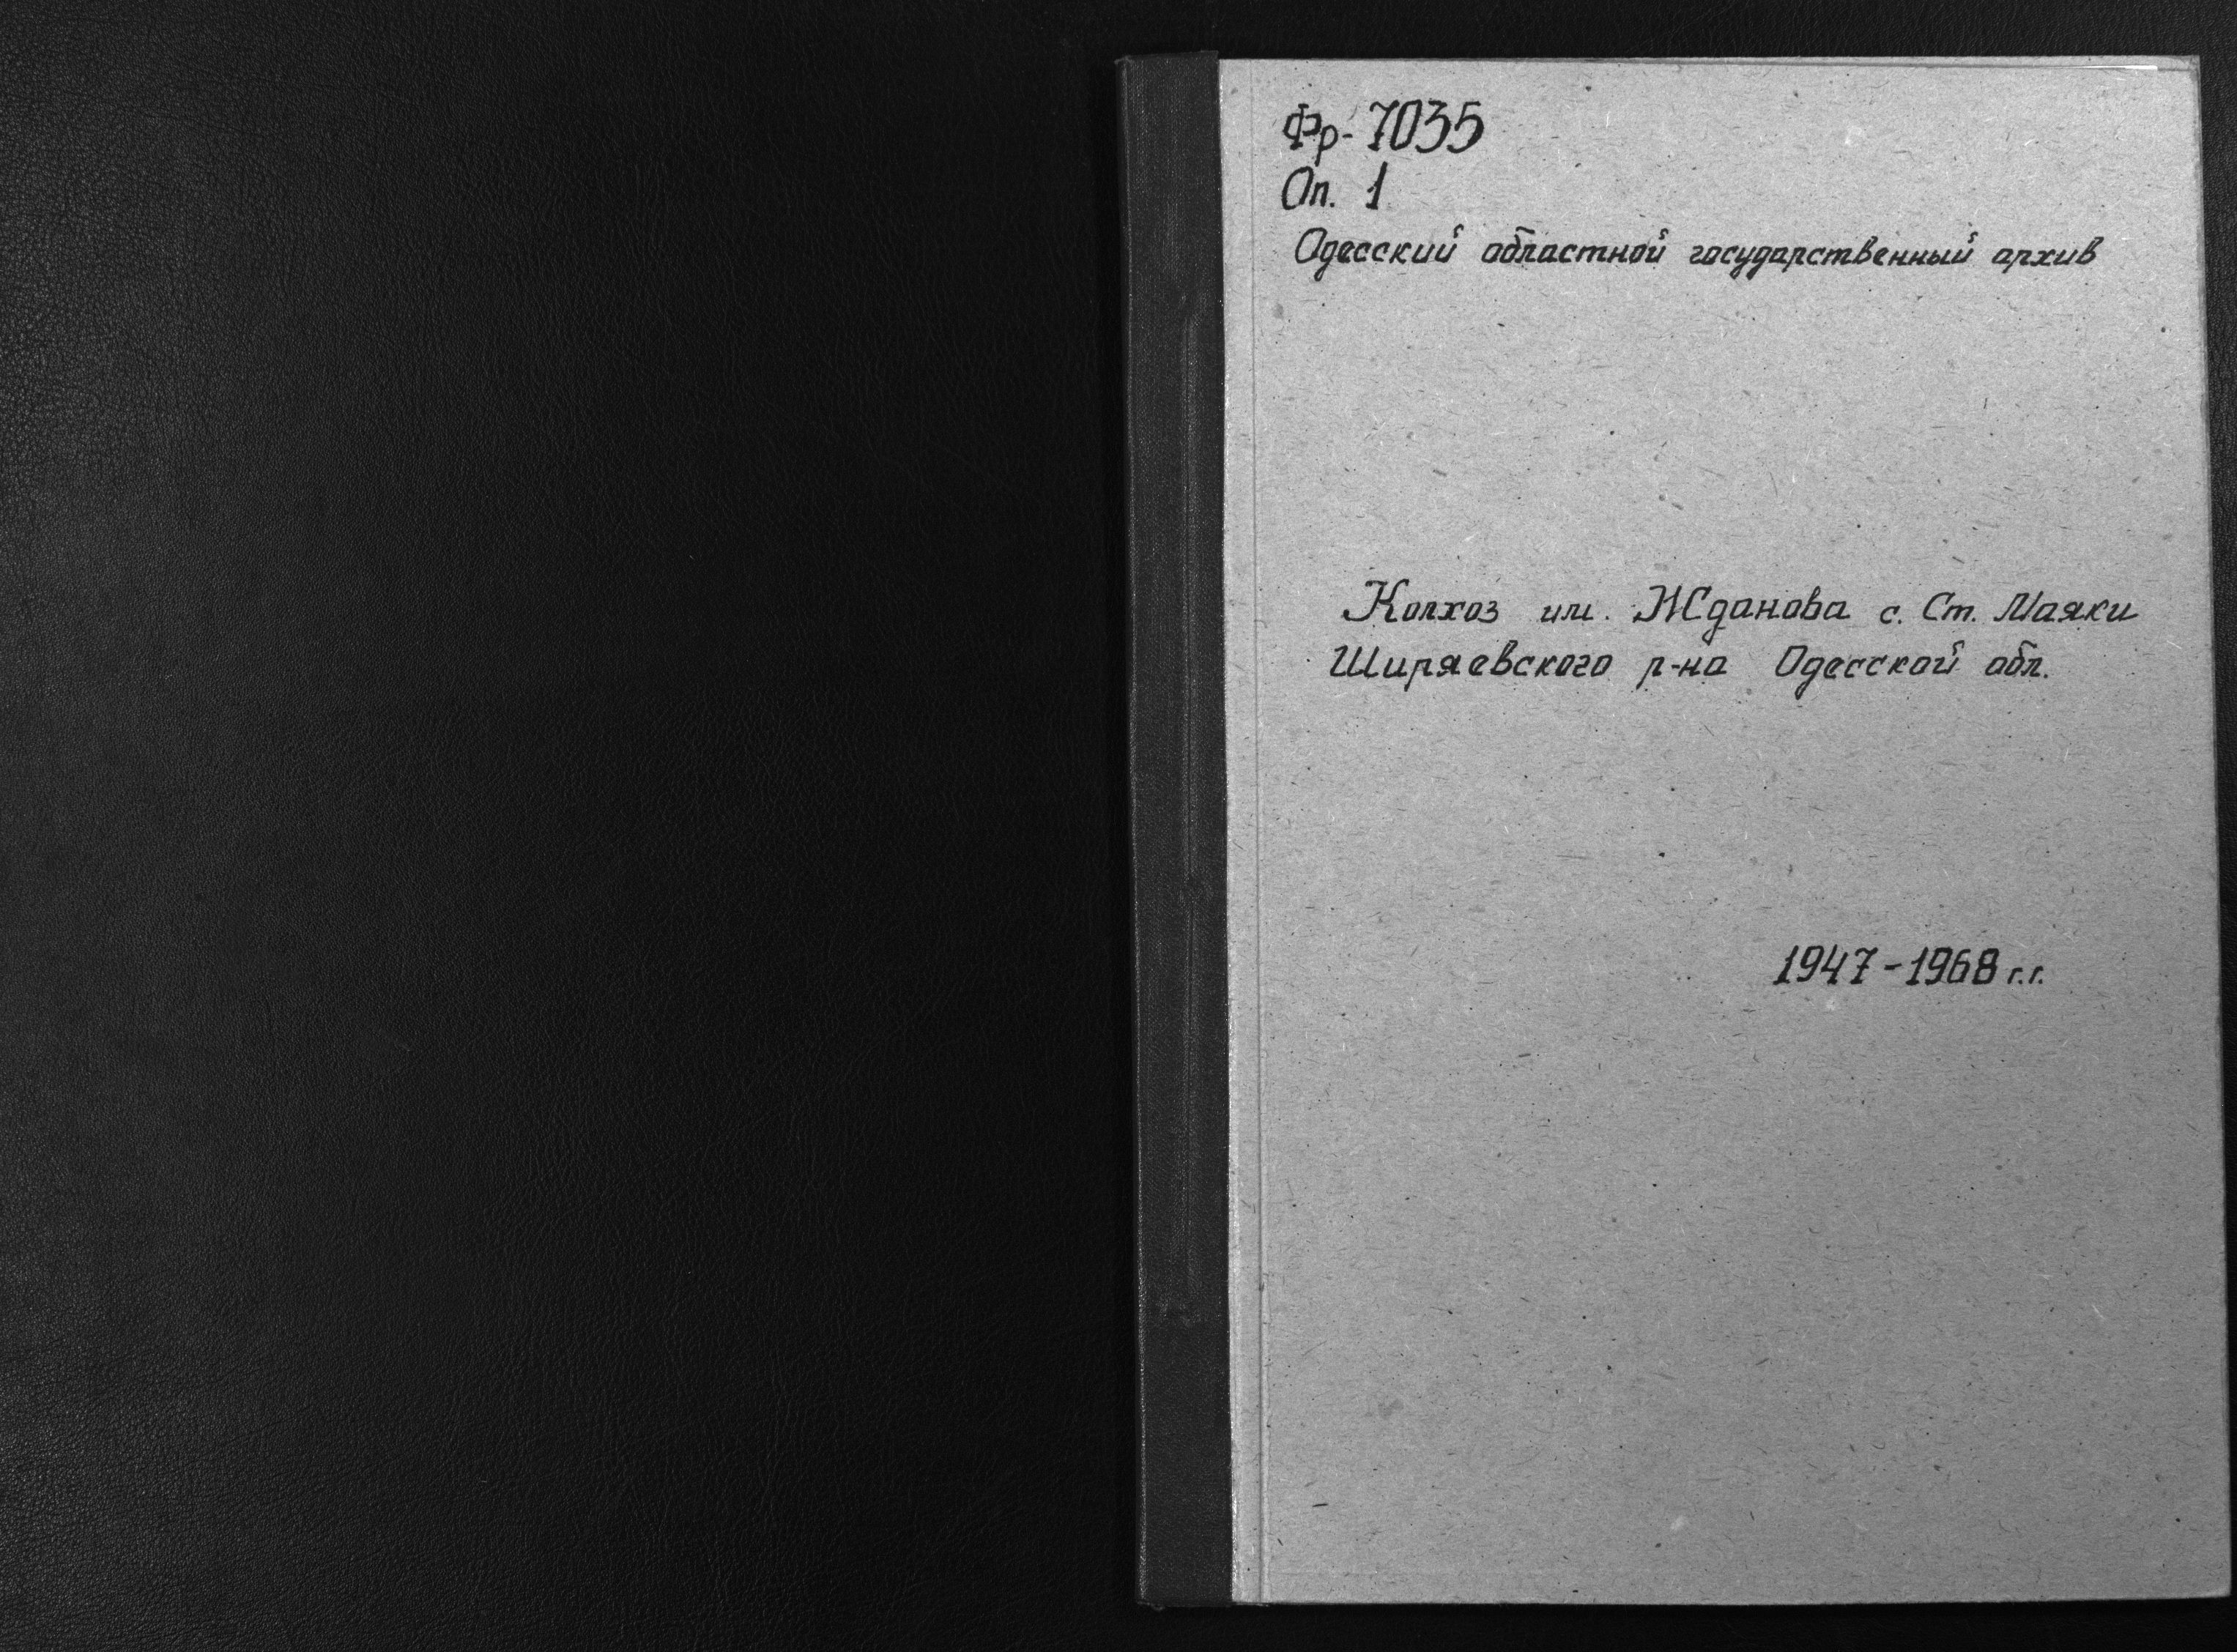 Фр-7035
Оп. 1
Одесский областной государственный архив
Колхоз им. Жданова с. Ст. Маяки
Ширяевского р-на Одесской обл.
1947-1968 г.г.